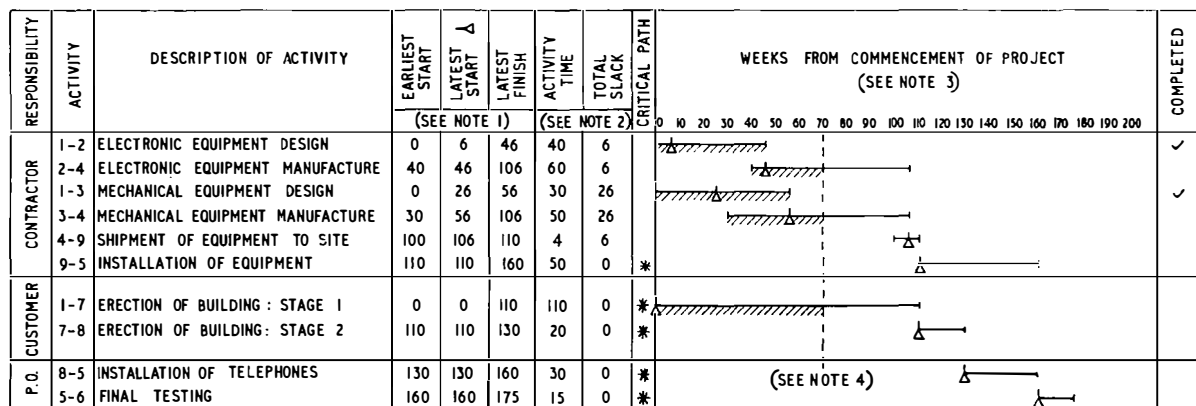 RESPONSIBILITY
ACTIVITY
DESCRIPTION OF ACTIVITY
EARLIEST START
LATEST START
LATEST FINISH
(SEE NOTE 1)
ACTIVITY TIME
TOTAL SLACK
(SEE NOTE 2)
CRITICAL PATH
WEEKS FROM COMMENCEMENT OF PROJECT
(SEE NOTE 3)
0 10 20 30 40 50 60 70 80 90 100 110 120 130 140 150 160 170 180 190 200
COMPLETED
CONTRACTOR
1-2 ELECTRONIC EQUIPMENT DESIGN 0 6 46 40 6 ✓
2-4 ELECTRONIC EQUIPMENT MANUFACTURE 40 46 106 60 6
1-3 MECHANICAL EQUIPMENT DESIGN 0 26 56 30 26 ✓
3-4 MECHANICAL EQUIPMENT MANUFACTURE 30 56 106 50 26
4-9 SHIPMENT OF EQUIPMENT TO SITE 100 106 110 4 6
9-5 INSTALLATION OF EQUIPMENT 110 110 160 50 0 *
CUSTOMER
1-7 ERECTION OF BUILDING : STAGE 1 0 0 110 110 0 *
7-8 ERECTION OF BUILDING: STAGE 2 110 110 130 20 0 *
P.O.
8-5 INSTALLATION OF TELEPHONES 130 130 160 30 0 * (SEE NOTE 4)
5-6 FINAL TESTING 160 160 175 15 0 *